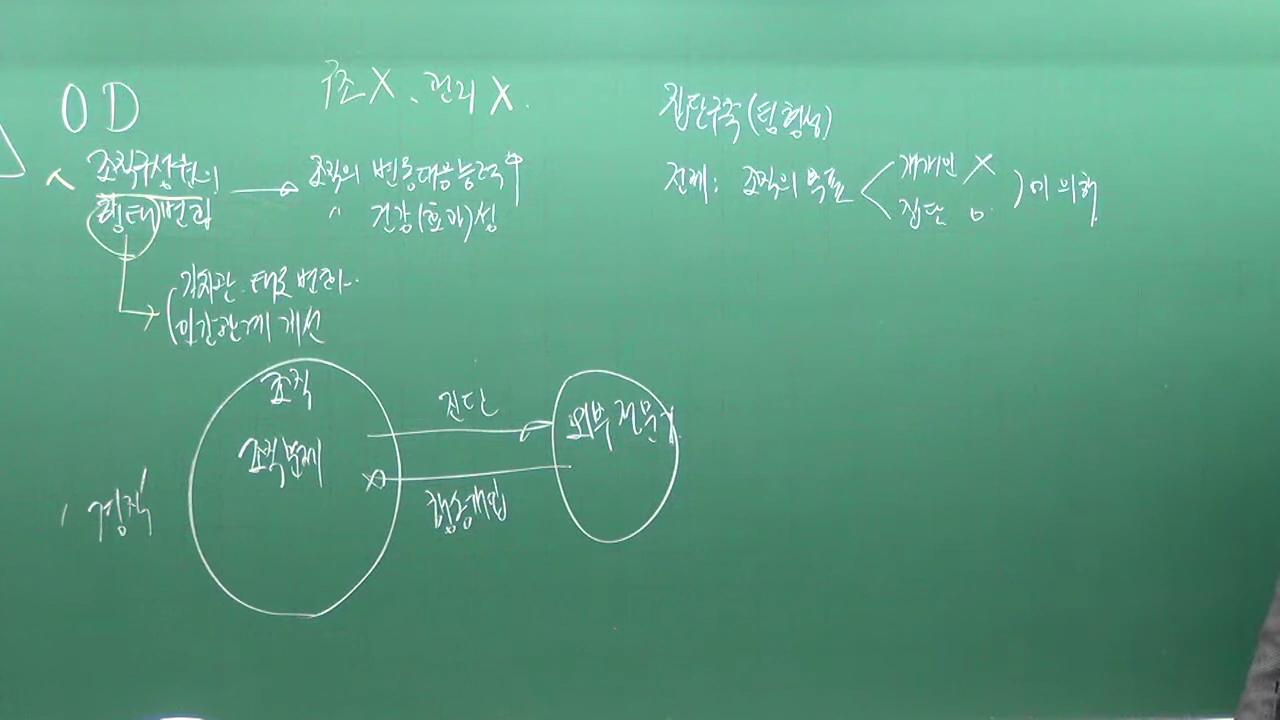 OD
구조 X, 관리 X.
조직구성원의
행태변화
조직의 변동대응능력↑
〃 건강(효과)성
가치관·태도 변화
인간관계 개선
집단구축(팀형성)
전제: 조직의 목표
개개인 X
집단 O
에 의해
조직
조직문제
진단
외부전문가
행동개입
경직